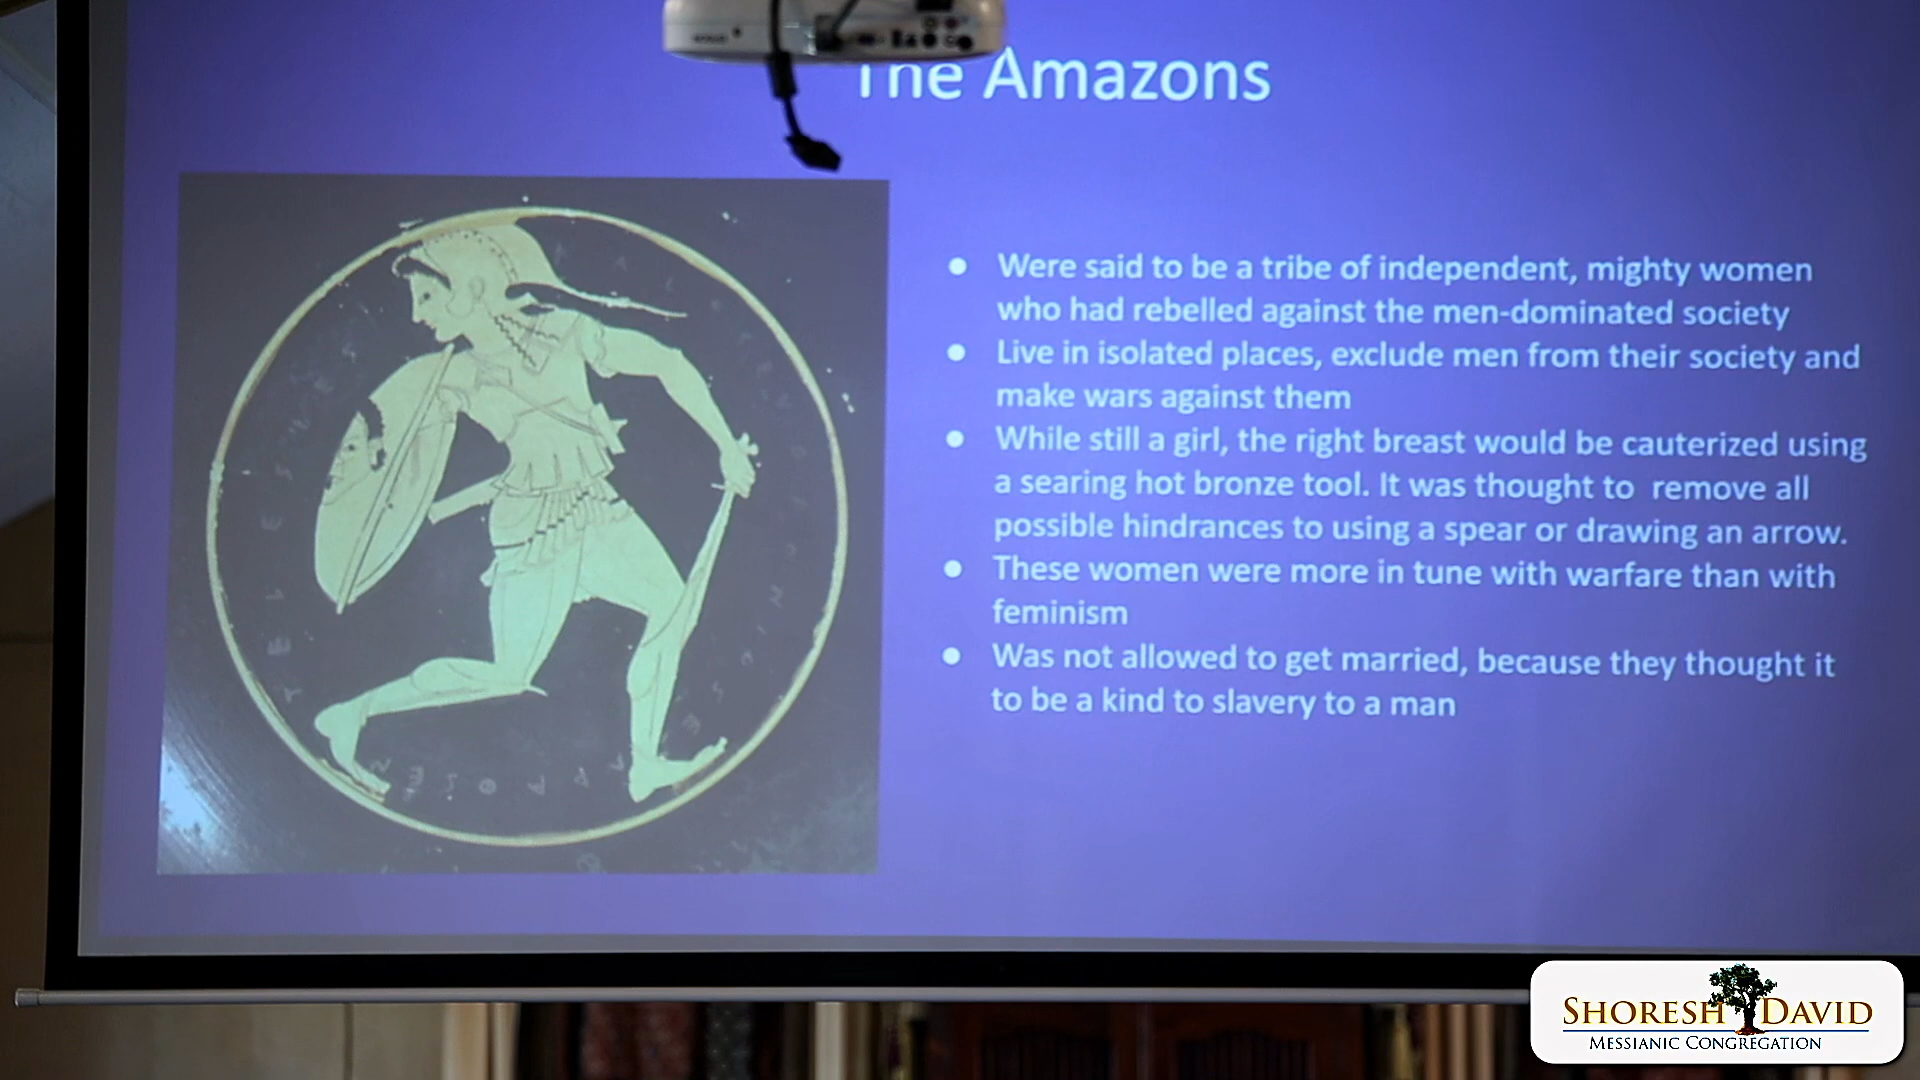 The Amazons
● Were said to be a tribe of independent, mighty women
who had rebelled against the men-dominated society
● Live in isolated places, exclude men from their society and
make wars against them
● While still a girl, the right breast would be cauterized using
a searing hot bronze tool. It was thought to remove all
possible hindrances to using a spear or drawing an arrow.
● These women were more in tune with warfare than with
feminism
● Was not allowed to get married, because they thought it
to be a kind to slavery to a man
SHORESH DAVID
MESSIANIC CONGREGATION